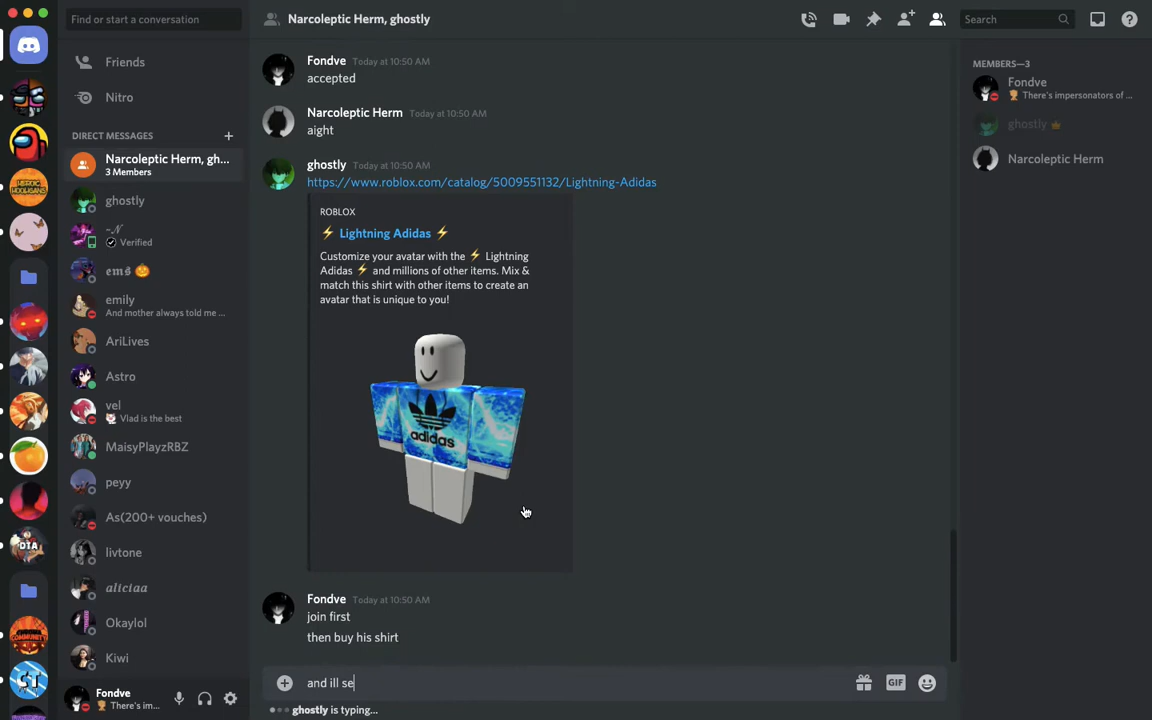 Find or start a conversation
Friends
Nitro
DIRECT MESSAGES
Narcoleptic Herm, gh...
3 Members
ghostly
-𝒩
Verified
𝖊𝖒𝖘 🎃
emily
And mother always told me ...
AriLives
Astro
vel
Vlad is the best
MaisyPlayzRBZ
peyy
As(200+ vouches)
livtone
𝒂𝒍𝒊𝒄𝒊𝒂𝒂
Okaylol
Kiwi
Fondve
🏆 There's im...
Narcoleptic Herm, ghostly
Search
Fondve Today at 10:50 AM
accepted
Narcoleptic Herm Today at 10:50 AM
aight
ghostly Today at 10:50 AM
https://www.roblox.com/catalog/5009551132/Lightning-Adidas
ROBLOX
⚡ Lightning Adidas ⚡
Customize your avatar with the ⚡ Lightning
Adidas ⚡ and millions of other items. Mix &
match this shirt with other items to create an
avatar that is unique to you!
adidas
Fondve Today at 10:50 AM
join first
then buy his shirt
and ill se
GIF
ghostly is typing...
MEMBERS—3
Fondve
🏆 There's impersonators of ...
ghostly
Narcoleptic Herm
DTA
ST